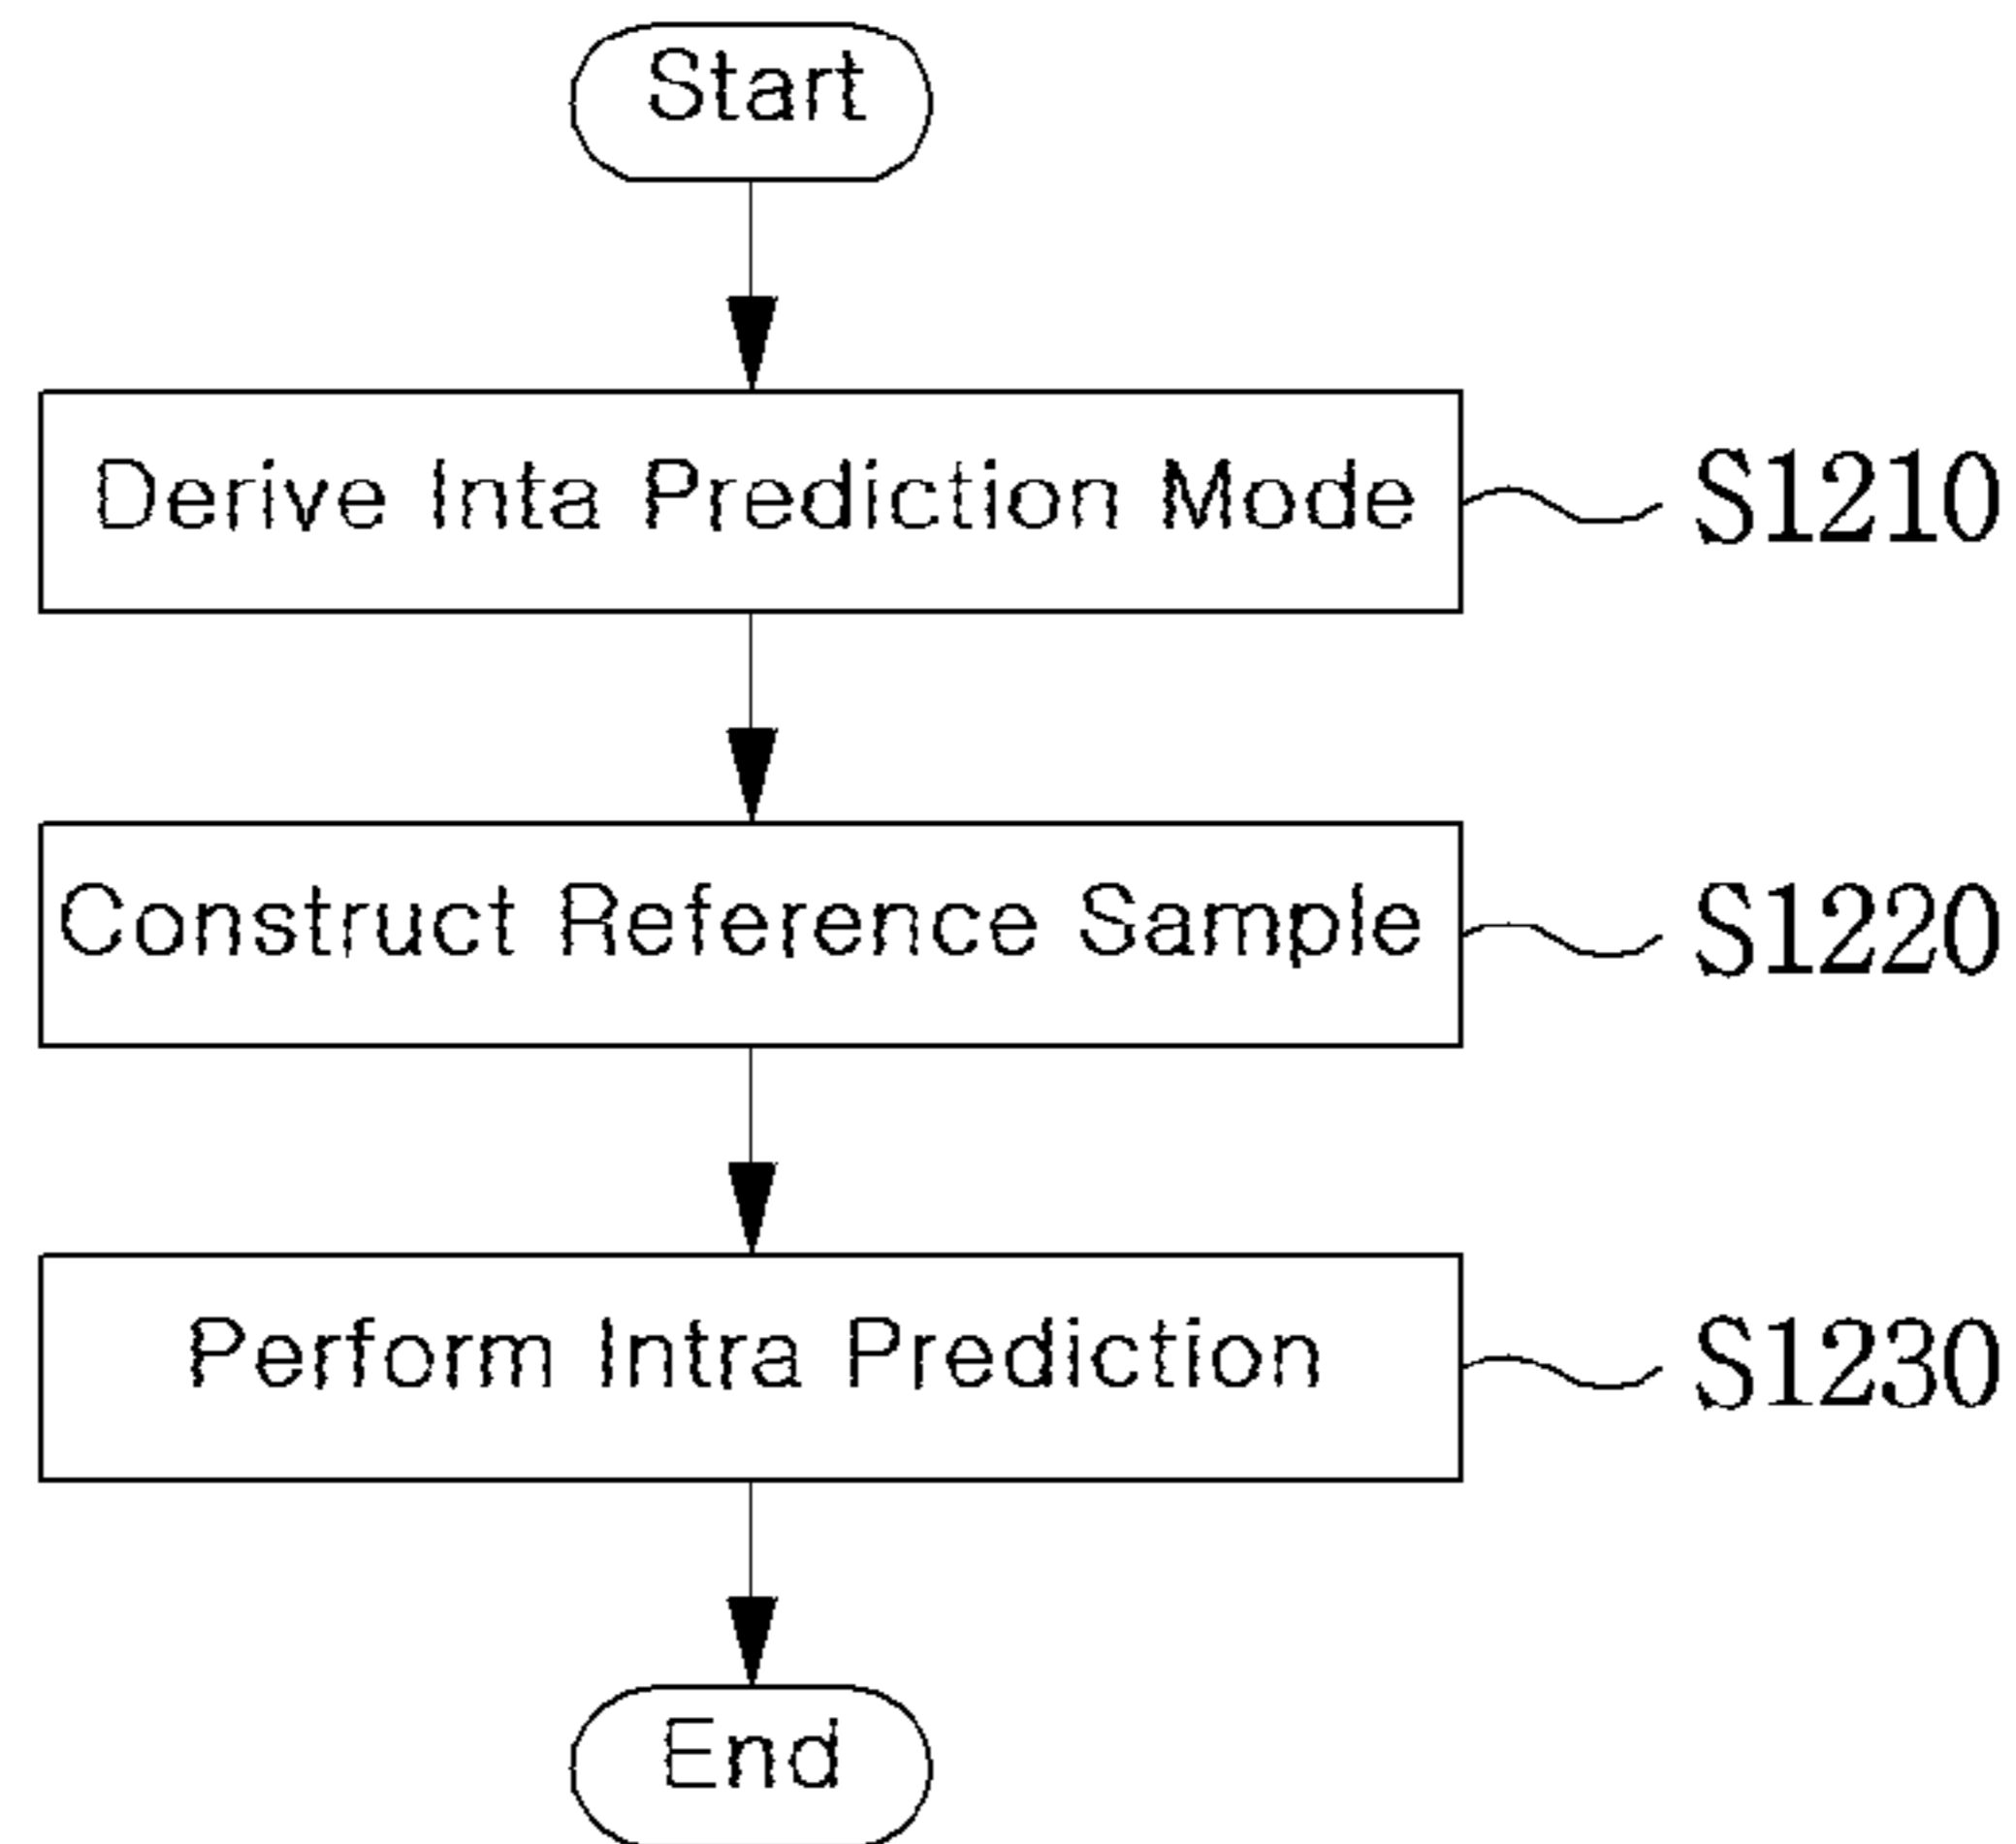 Start
Derive Inta Prediction Mode
S1210
Construct Reference Sample
S1220
Perform Intra Prediction
S1230
End